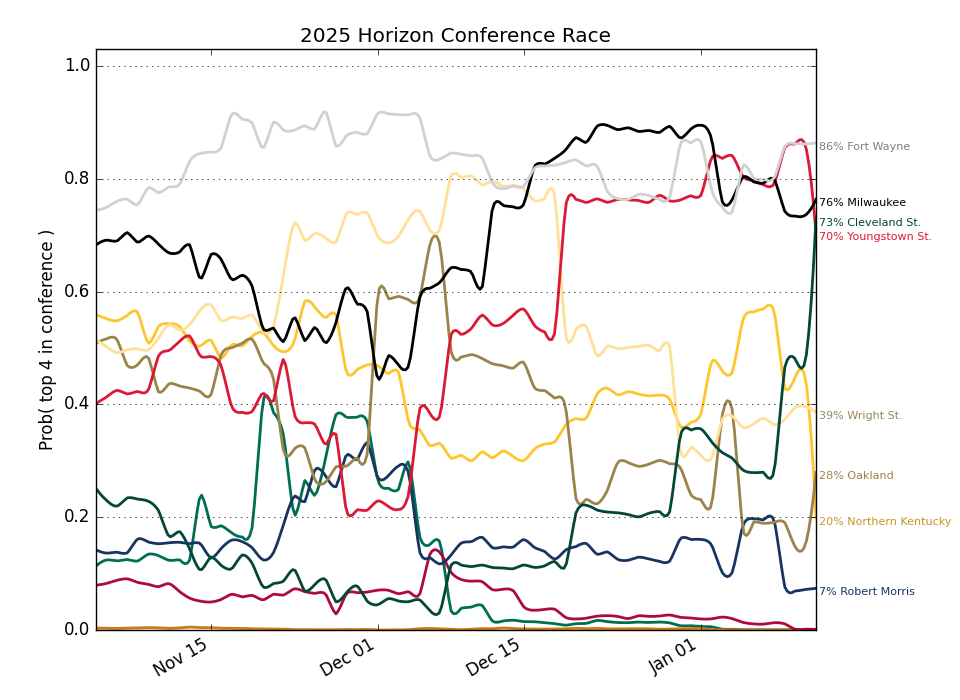 2025 Horizon Conference Race
Prob( top 4 in conference )
1.0
0.8
0.6
0.4
0.2
0.0
Nov 15
Dec 01
Dec 15
Jan 01
86% Fort Wayne
76% Milwaukee
73% Cleveland St.
70% Youngstown St.
39% Wright St.
28% Oakland
20% Northern Kentucky
7% Robert Morris